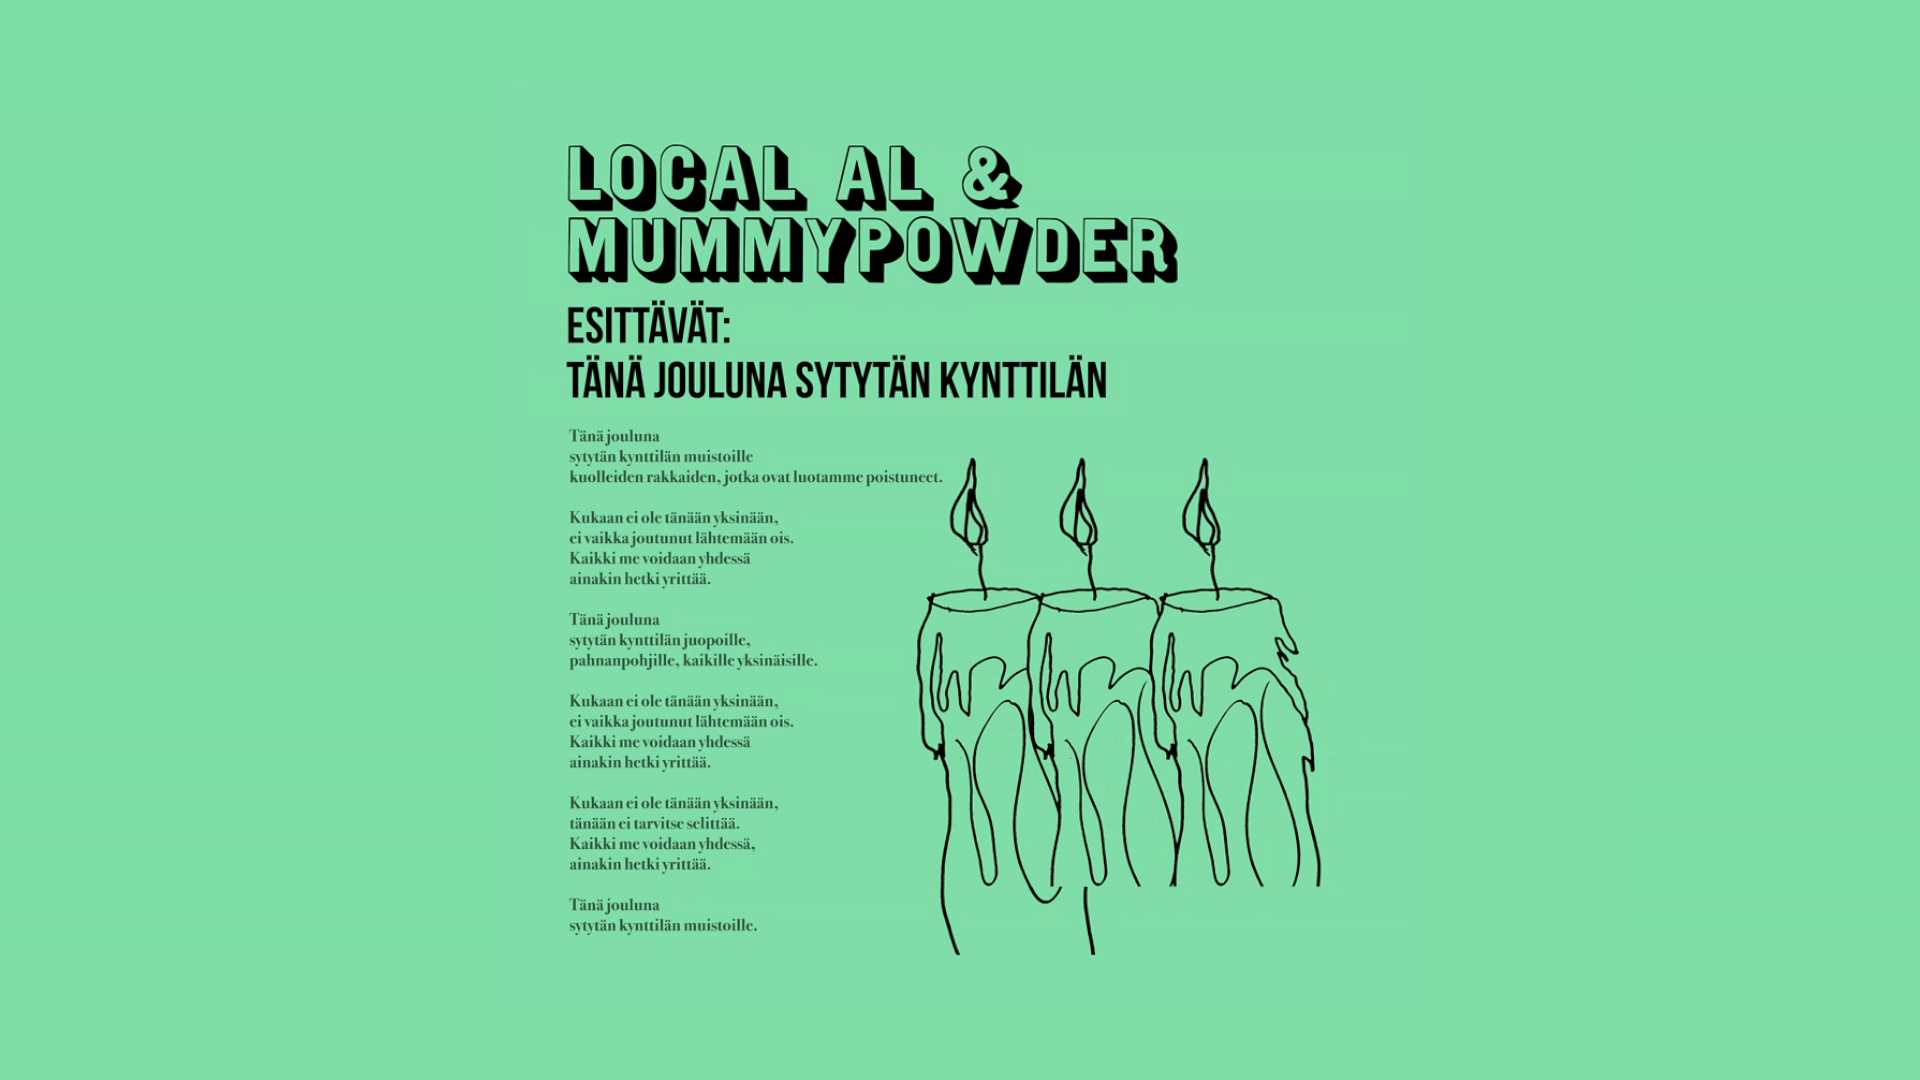 LOCAL AL &
MUMMYPOWDER
ESITTÄVÄT:
TÄNÄ JOULUNA SYTYTÄN KYNTTILÄN
Tänä jouluna
sytytän kynttilän muistoille
kuolleiden rakkaiden, jotka ovat luotamme poistuneet.
Kukaan ei ole tänään yksinään,
ei vaikka joutunut lähtemään ois.
Kaikki me voidaan yhdessä
ainakin hetki yrittää.
Tänä jouluna
sytytän kynttilän juopoille,
pahnanpohjille, kaikille yksinäisille.
Kukaan ei ole tänään yksinään,
ei vaikka joutunut lähtemään ois.
Kaikki me voidaan yhdessä
ainakin hetki yrittää.
Kukaan ei ole tänään yksinään,
tänään ei tarvitse selittää.
Kaikki me voidaan yhdessä,
ainakin hetki yrittää.
Tänä jouluna
sytytän kynttilän muistoille.